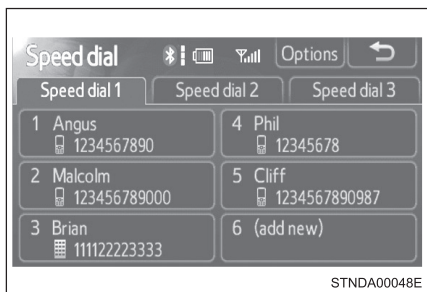 Speed dial Options
Speed dial 1 Speed dial 2 Speed dial 3
1 Angus
1234567890
2 Malcolm
123456789000
3 Brian
111122223333
4 Phil
12345678
5 Cliff
1234567890987
6 (add new)
STNDA00048E